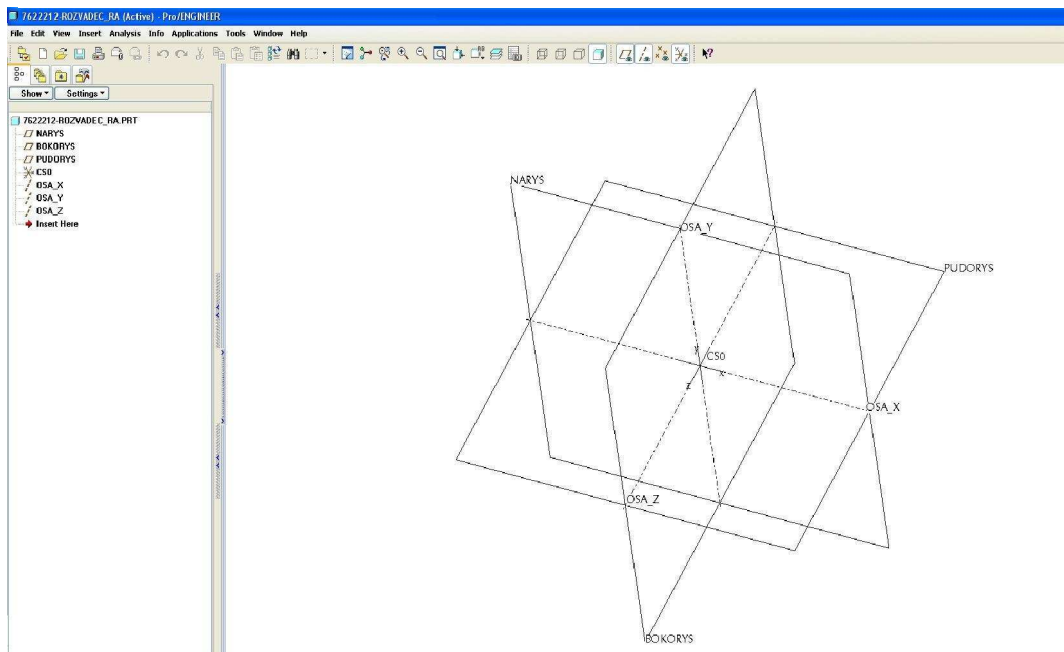 7622212-ROZVADEC_RA (Active) - Pro/ENGINEER
File Edit View Insert Analysis Info Applications Tools Window Help
Show Settings
7622212-ROZVADEC_RA.PRT
NARYS
BOKORYS
PUDORYS
CS0
OSA_X
OSA_Y
OSA_Z
Insert Here
NARYS
OSA_Y
PUDORYS
y
CS0
x
z
OSA_X
OSA_Z
BOKORYS